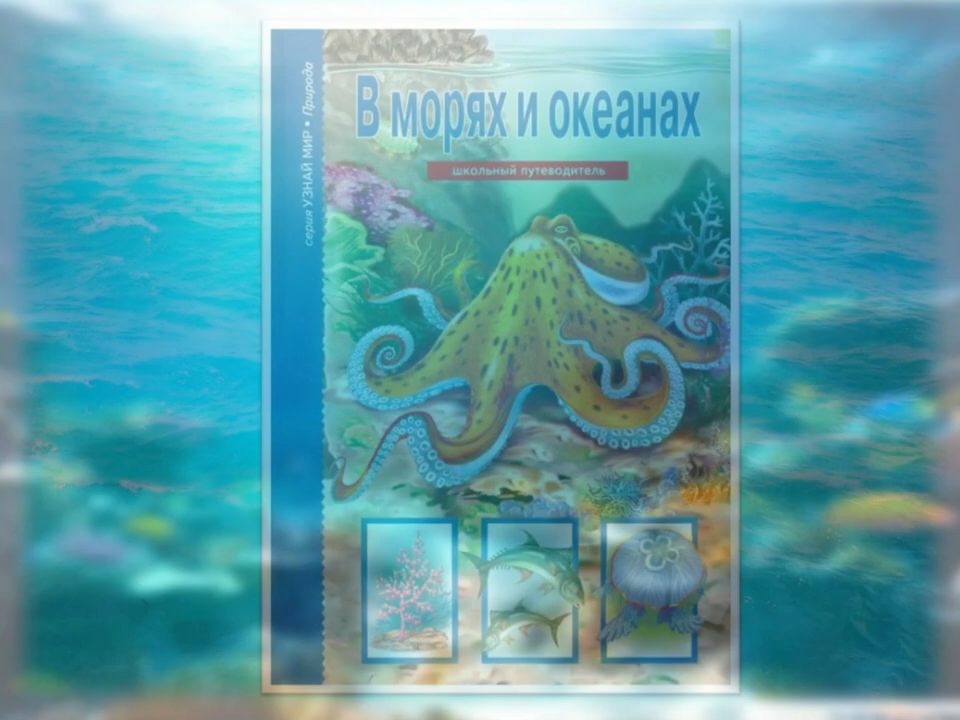 В морях и океанах
школьный путеводитель
серия УЗНАЙ МИР • Природа